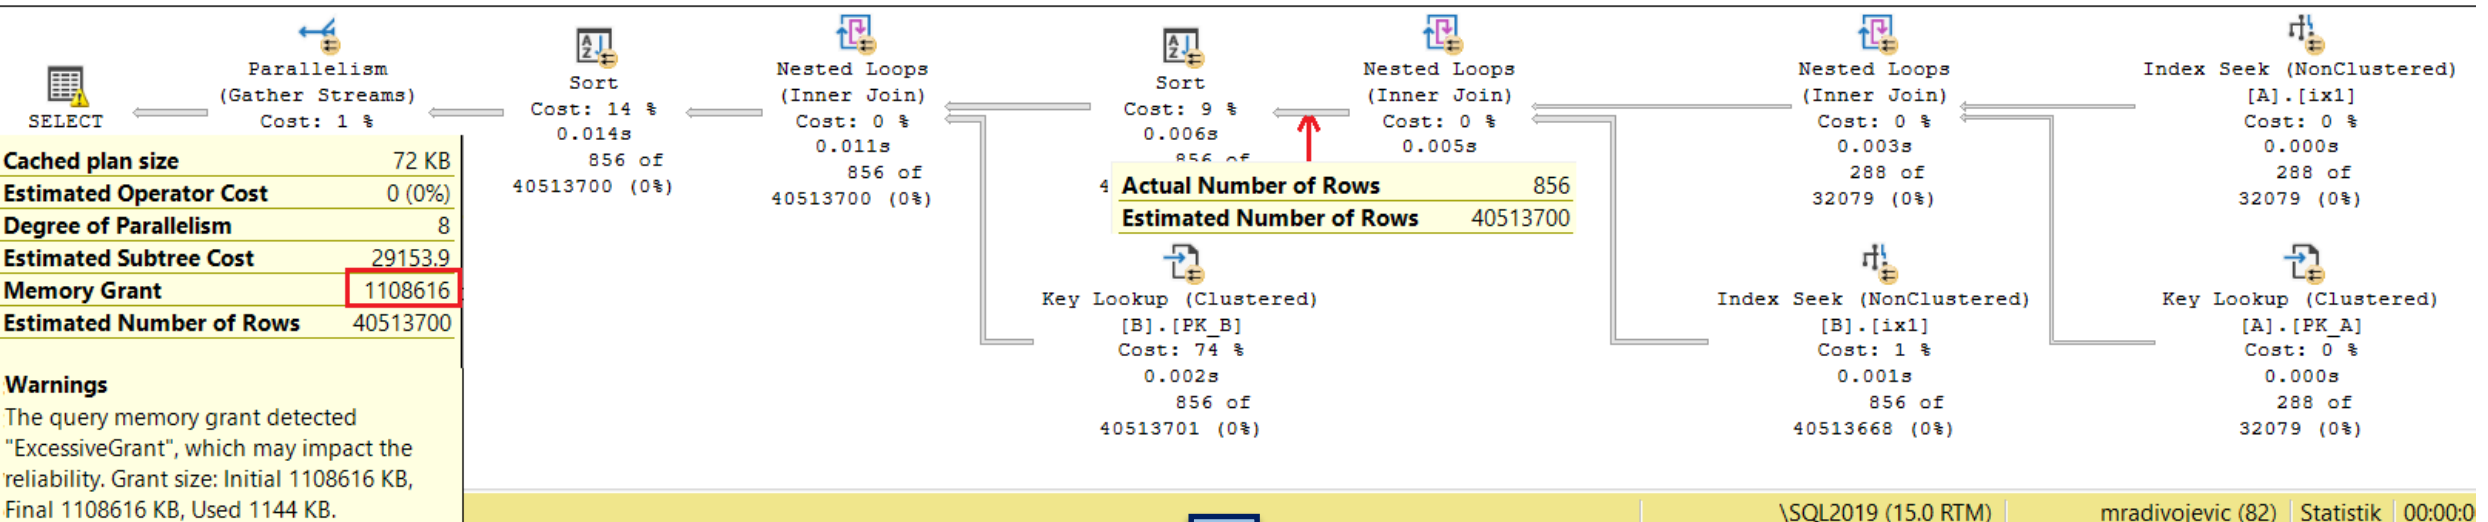 SELECT
Parallelism
(Gather Streams)
Cost: 1 %
Sort
Cost: 14 %
0.014s
856 of
40513700 (0%)
Nested Loops
(Inner Join)
Cost: 0 %
0.011s
856 of
40513700 (0%)
Sort
Cost: 9 %
0.006s
856 of
4
Nested Loops
(Inner Join)
Cost: 0 %
0.005s
Nested Loops
(Inner Join)
Cost: 0 %
0.003s
288 of
32079 (0%)
Index Seek (NonClustered)
[A].[ix1]
Cost: 0 %
0.000s
288 of
32079 (0%)
Actual Number of Rows 856
Estimated Number of Rows 40513700
Key Lookup (Clustered)
[B].[PK_B]
Cost: 74 %
0.002s
856 of
40513701 (0%)
Index Seek (NonClustered)
[B].[ix1]
Cost: 1 %
0.001s
856 of
40513668 (0%)
Key Lookup (Clustered)
[A].[PK_A]
Cost: 0 %
0.000s
288 of
32079 (0%)
Cached plan size 72 KB
Estimated Operator Cost 0 (0%)
Degree of Parallelism 8
Estimated Subtree Cost 29153.9
Memory Grant 1108616
Estimated Number of Rows 40513700
Warnings
The query memory grant detected
"ExcessiveGrant", which may impact the
reliability. Grant size: Initial 1108616 KB,
Final 1108616 KB, Used 1144 KB.
\SQL2019 (15.0 RTM) mradivojevic (82) Statistik 00:00:0